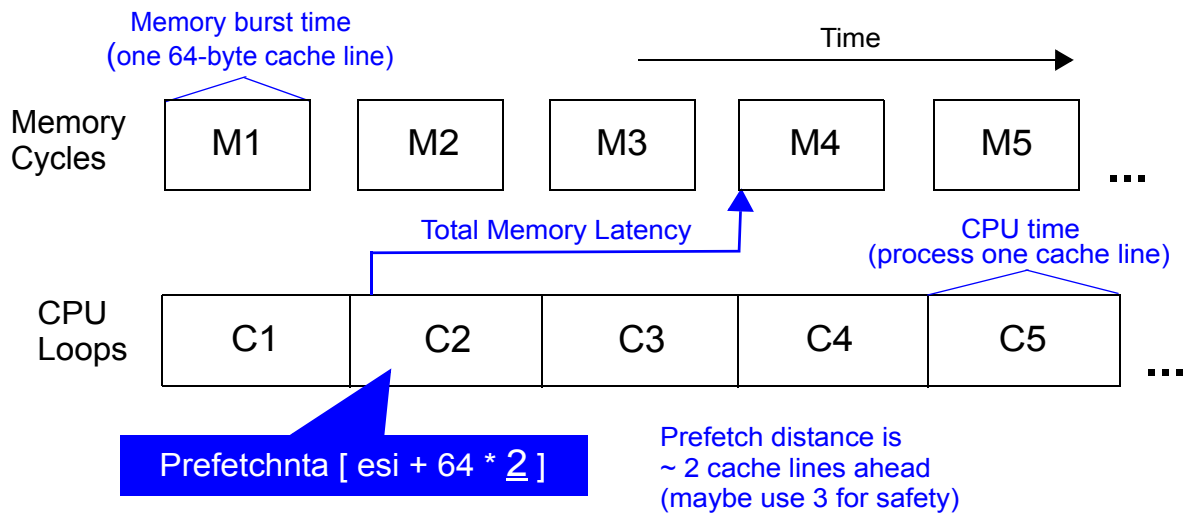 Memory burst time
(one 64-byte cache line)
Time
Memory
Cycles
M1
M2
M3
M4
M5
...
Total Memory Latency
CPU time
(process one cache line)
CPU
Loops
C1
C2
C3
C4
C5
...
Prefetchnta [ esi + 64 * 2 ]
Prefetch distance is
~ 2 cache lines ahead
(maybe use 3 for safety)